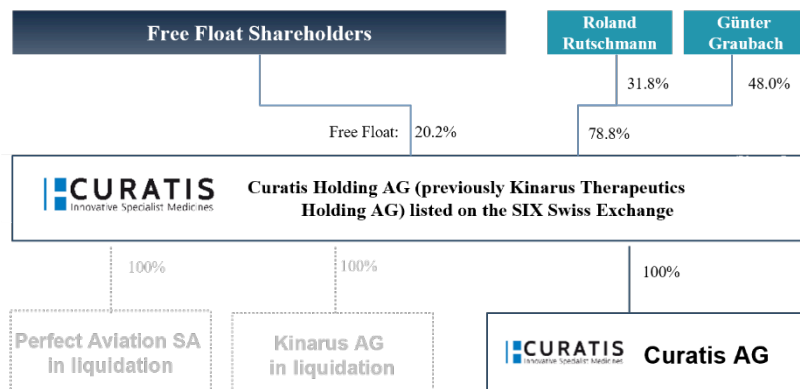 Free Float Shareholders
Roland
Rutschmann
Günter
Graubach
31.8%
48.0%
Free Float: 20.2%
78.8%
CURATIS
Innovative Specialist Medicines
Curatis Holding AG (previously Kinarus Therapeutics
Holding AG) listed on the SIX Swiss Exchange
100%
100%
100%
Perfect Aviation SA
in liquidation
Kinarus AG
in liquidation
CURATIS
Innovative Specialist Medicines
Curatis AG